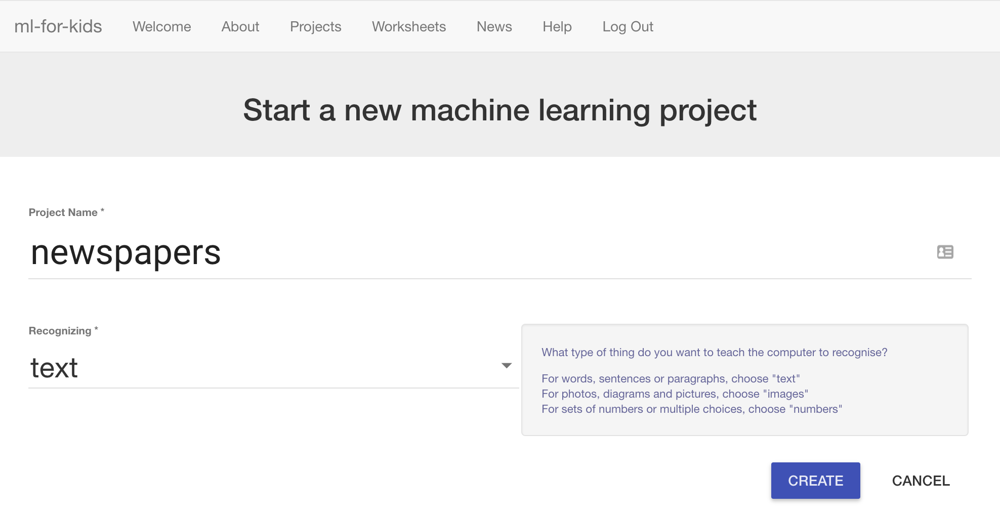 ml-for-kids Welcome About Projects Worksheets News Help Log Out
Start a new machine learning project
Project Name *
newspapers
Recognizing *
text
What type of thing do you want to teach the computer to recognise?
For words, sentences or paragraphs, choose "text"
For photos, diagrams and pictures, choose "images"
For sets of numbers or multiple choices, choose "numbers"
CREATE CANCEL